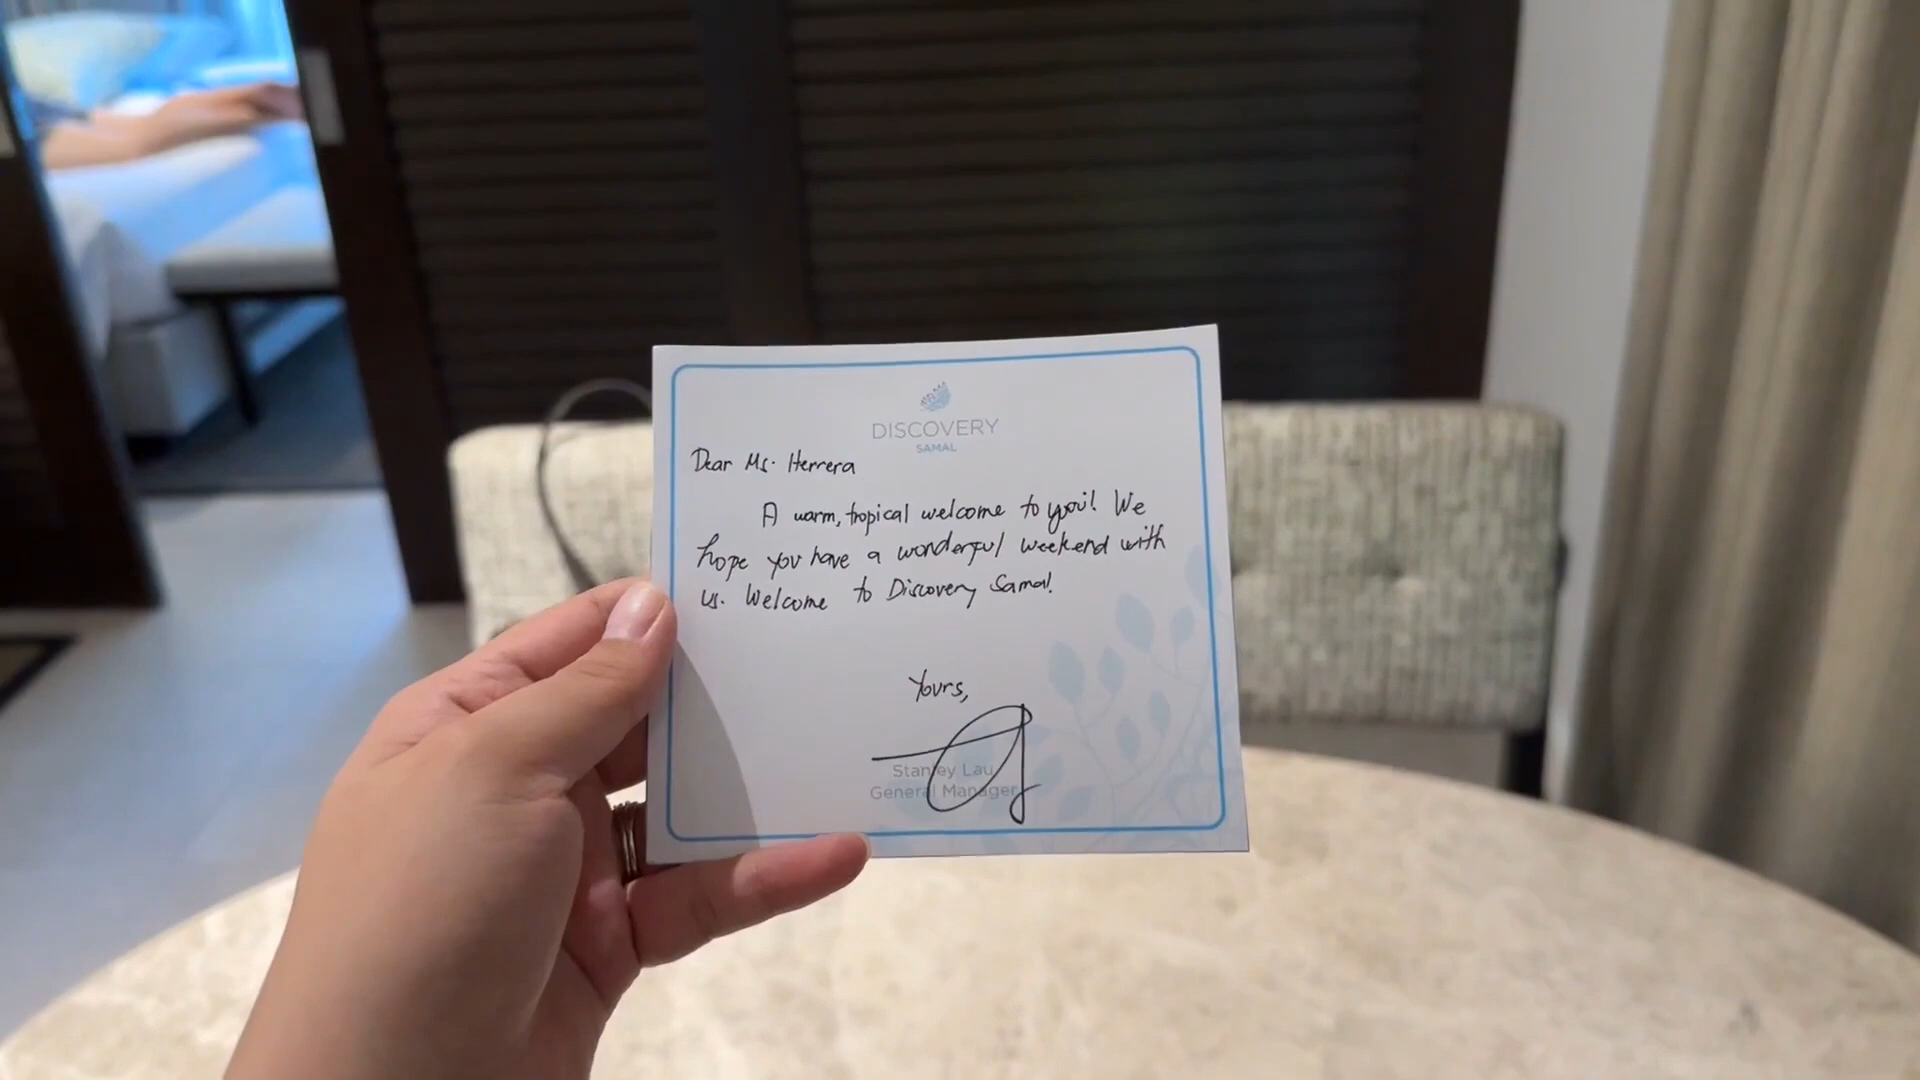 DISCOVERY
SAMAL
Dear Ms. Herrera
A warm, tropical welcome to you! We
hope you have a wonderful weekend with
us. Welcome to Discovery Samal!
Yours,
Stanley Lau
General Manager